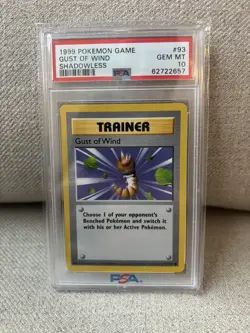 1999 POKEMON GAME #93
GUST OF WIND GEM MT
SHADOWLESS 10
PSA 62722657
TRAINER
Gust of Wind
Choose 1 of your opponent's
Benched Pokémon and switch it
with his or her Active Pokémon.
PSA